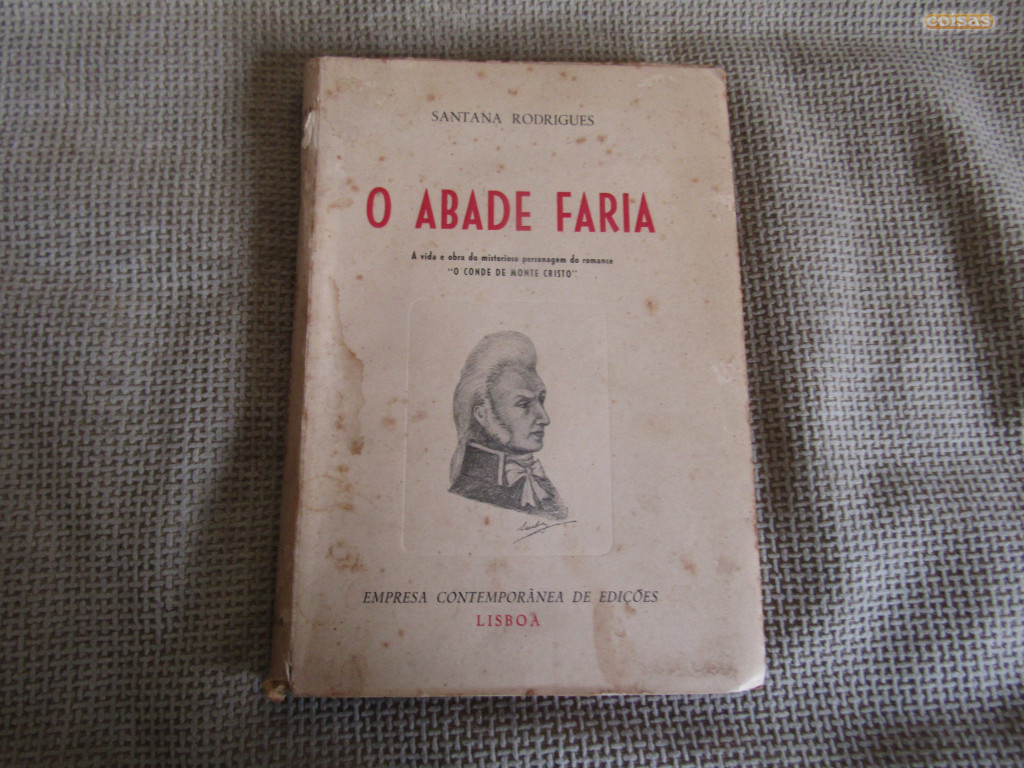 coisas
SANTANA RODRIGUES
O ABADE FARIA
A vida e obra do misterioso personagem do romance
"O CONDE DE MONTE CRISTO"
EMPRESA CONTEMPORÂNEA DE EDIÇÕES
LISBOA